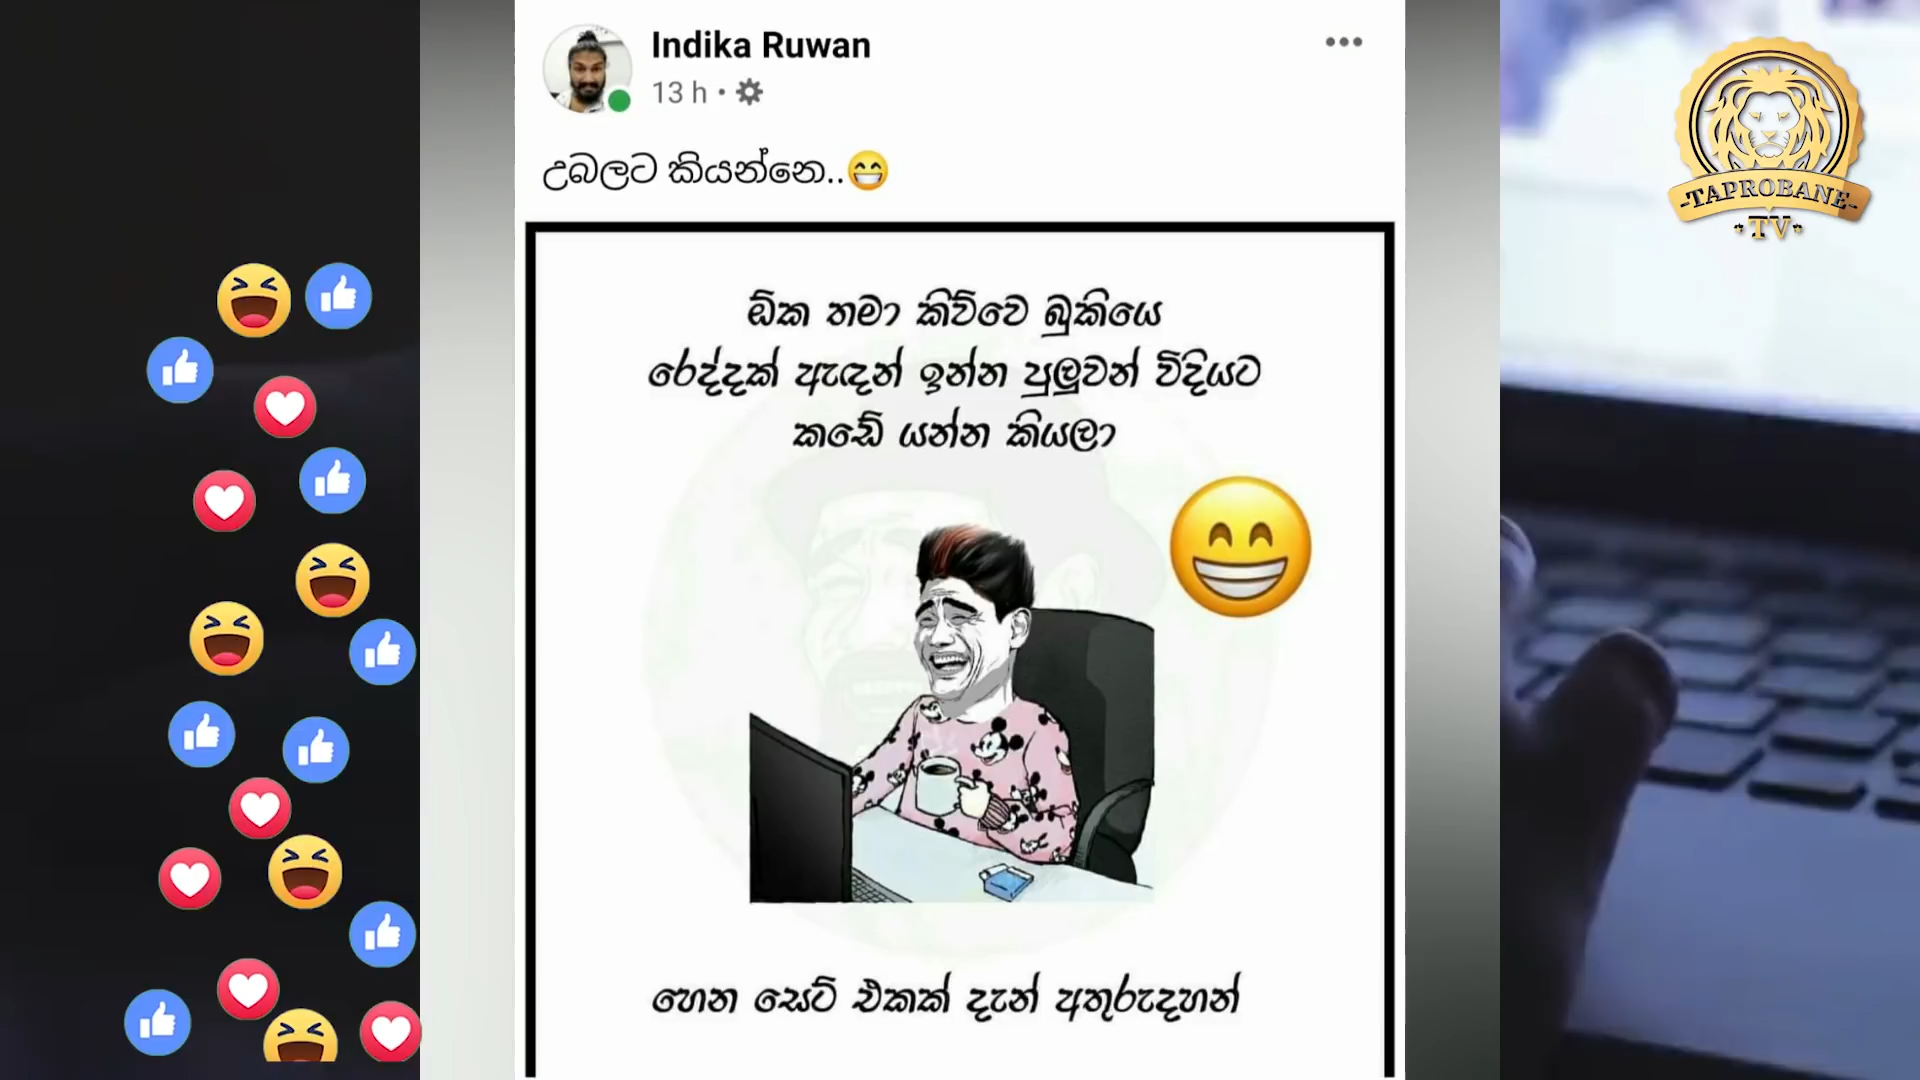 Indika Ruwan
13 h
උබලට කියන්නෙ..😁
ඕක තමා කිව්වෙ බුකියෙ
රෙද්දක් ඇඳන් ඉන්න පුලුවන් විදියට
කඩේ යන්න කියලා
හෙන සෙට් එකක් දැන් අතුරුදහන්
-TAPROBANE-
TV